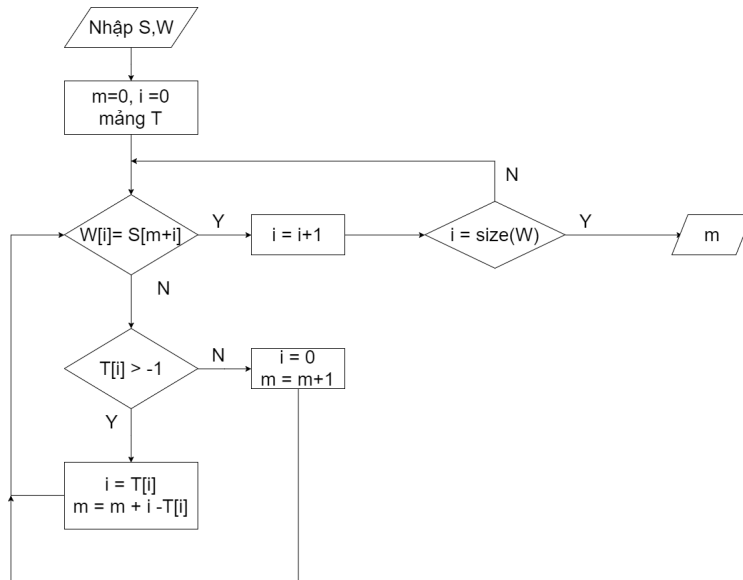 Nhập S,W
m=0, i =0
mảng T
N
W[i]= S[m+i]
Y
i = i+1
i = size(W)
Y
m
N
T[i] > -1
N
i = 0
m = m+1
Y
i = T[i]
m = m + i -T[i]